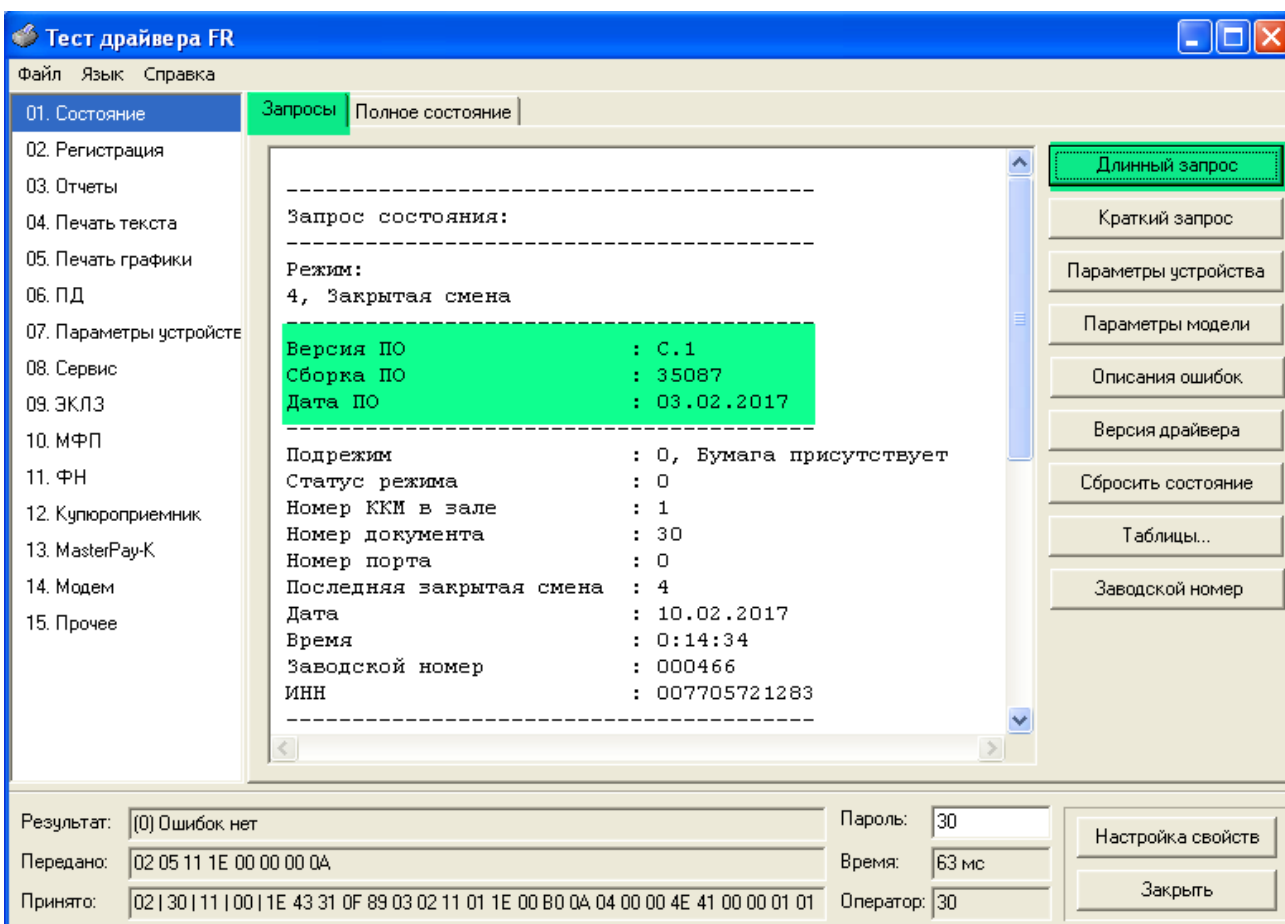 Тест драйвера FR
Файл Язык Справка
01. Состояние
02. Регистрация
03. Отчеты
04. Печать текста
05. Печать графики
06. ПД
07. Параметры устройств
08. Сервис
09. ЭКЛЗ
10. МФП
11. ФН
12. Купюроприемник
13. MasterPay-K
14. Модем
15. Прочее
Запросы Полное состояние
----------------------------------------
Запрос состояния:
----------------------------------------
Режим:
4, Закрытая смена
----------------------------------------
Версия ПО : C.1
Сборка ПО : 35087
Дата ПО : 03.02.2017
----------------------------------------
Подрежим : 0, Бумага присутствует
Статус режима : 0
Номер ККМ в зале : 1
Номер документа : 30
Номер порта : 0
Последняя закрытая смена : 4
Дата : 10.02.2017
Время : 0:14:34
Заводской номер : 000466
ИНН : 007705721283
----------------------------------------
Длинный запрос
Краткий запрос
Параметры устройства
Параметры модели
Описания ошибок
Версия драйвера
Сбросить состояние
Таблицы...
Заводской номер
Результат: (0) Ошибок нет
Передано: 02 05 11 1E 00 00 00 0A
Принято: 02 | 30 | 11 | 00 | 1E 43 31 0F 89 03 02 11 01 1E 00 B0 0A 04 00 00 4E 41 00 00 01 01
Пароль: 30
Время: 63 мс
Оператор: 30
Настройка свойств
Закрыть